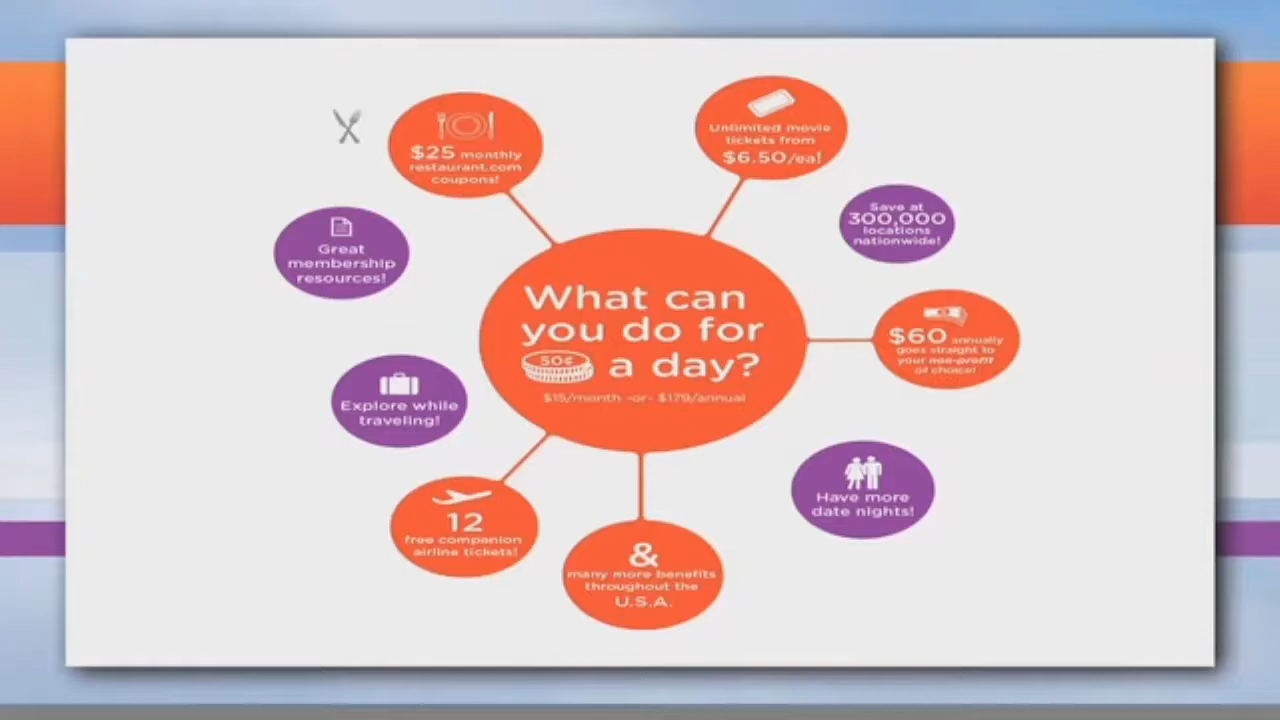 $25 monthly
restaurant.com
coupons!
Unlimited movie
tickets from
$6.50/ea!
Save at
300,000
locations
nationwide!
Great
membership
resources!
What can
you do for
50¢ a day?
$15/month -or- $179/annual
$60 annually
goes straight to
your non-profit
of choice!
Explore while
traveling!
Have more
date nights!
12
free companion
airline tickets!
&
many more benefits
throughout the
U.S.A.